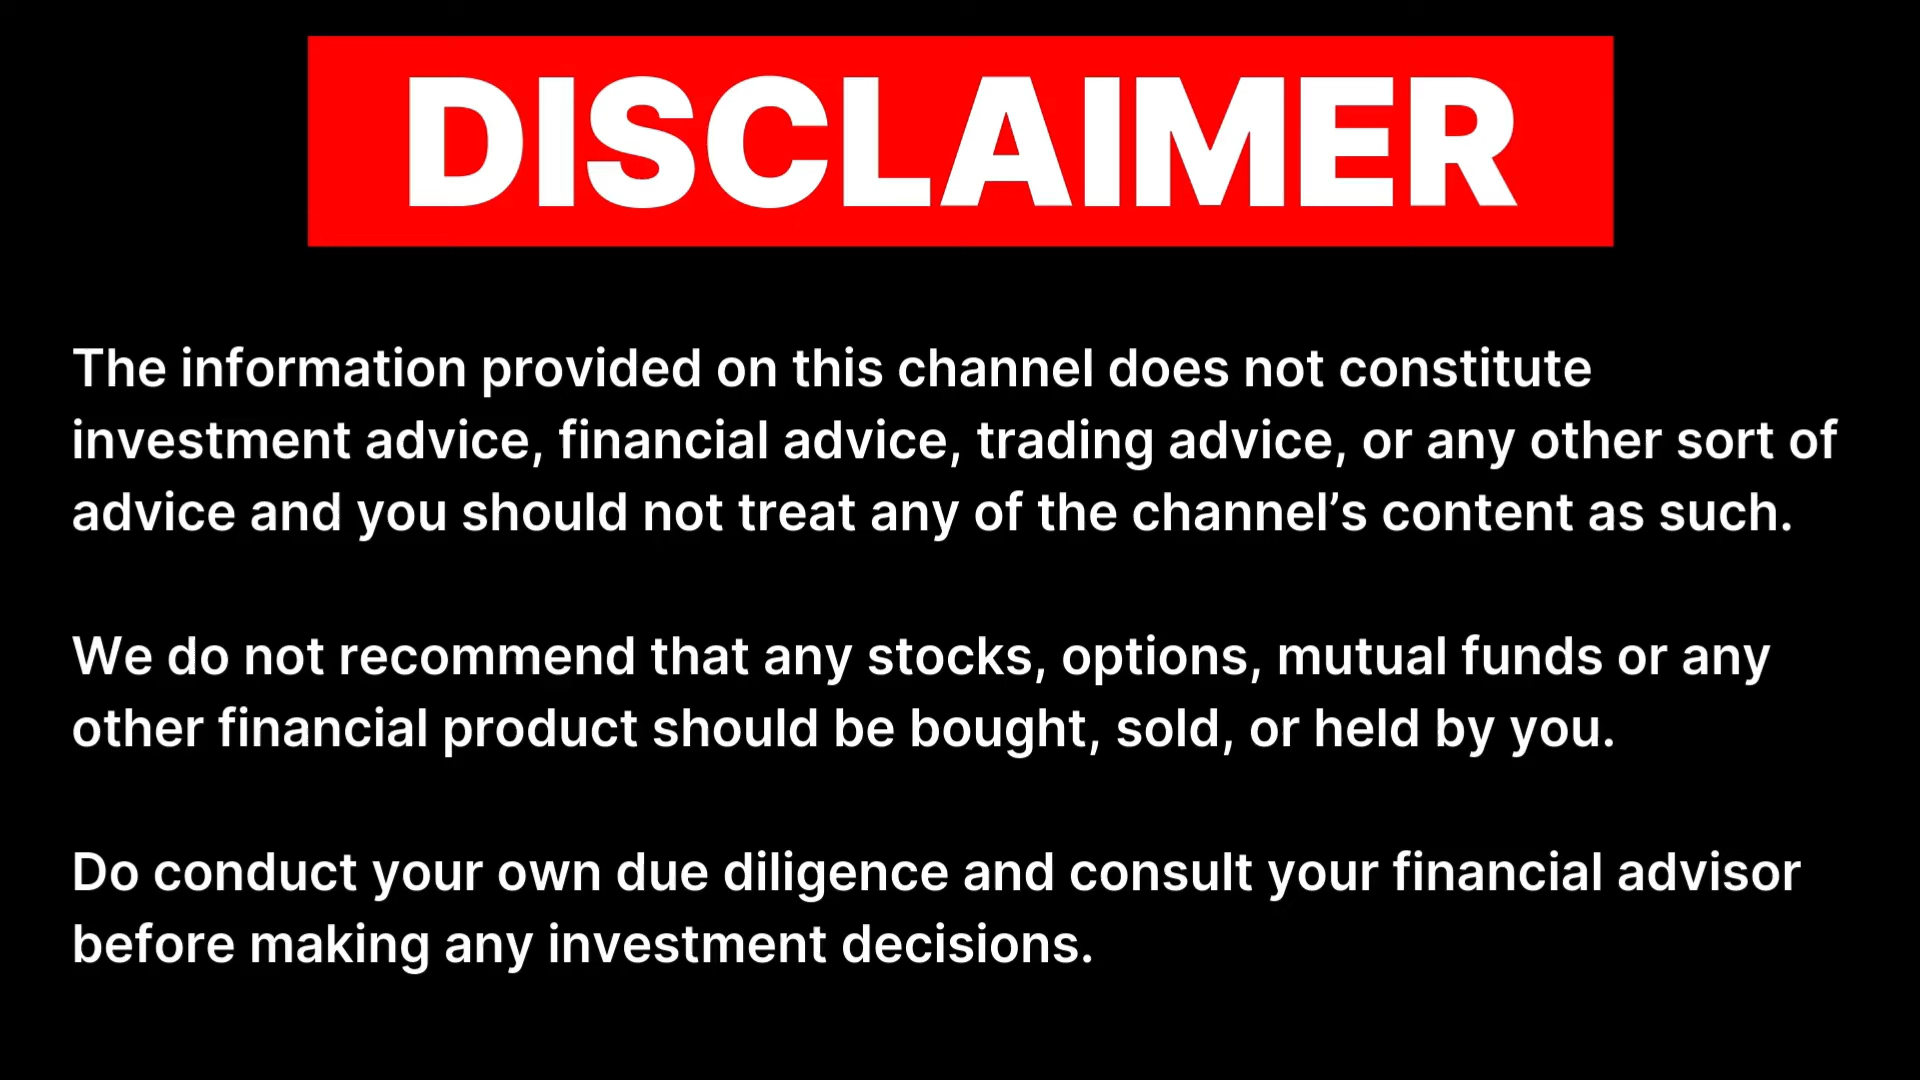 DISCLAIMER
The information provided on this channel does not constitute
investment advice, financial advice, trading advice, or any other sort of
advice and you should not treat any of the channel’s content as such.
We do not recommend that any stocks, options, mutual funds or any
other financial product should be bought, sold, or held by you.
Do conduct your own due diligence and consult your financial advisor
before making any investment decisions.